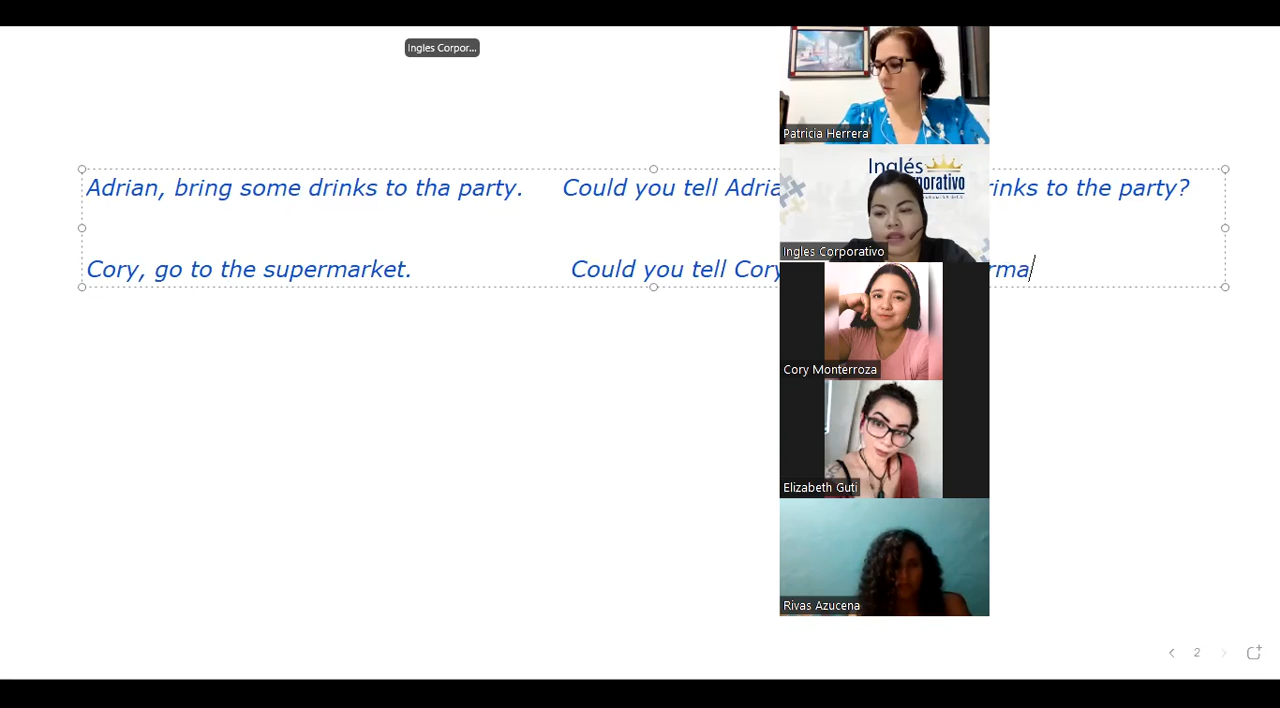 Ingles Corpor...
Patricia Herrera
Inglés
Adrian, bring some drinks to tha party. Could you tell Adria rinks to the party?
Ingles Corporativo
Cory, go to the supermarket. Could you tell Cory rma
Cory Monterroza
Elizabeth Guti
Rivas Azucena
2